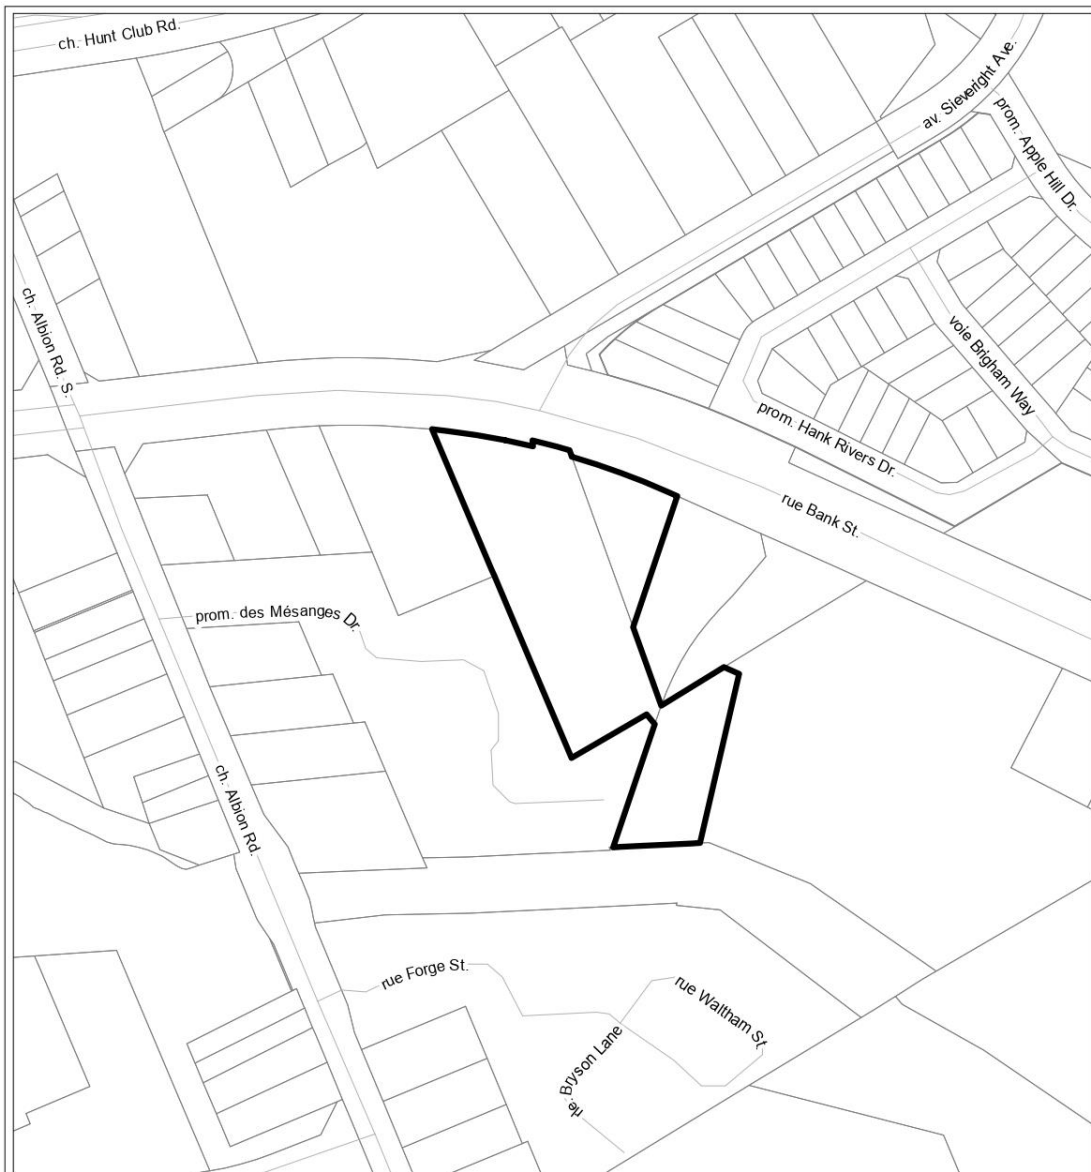 ch. Hunt Club Rd.
av. Sieveright Ave.
prom. Apple Hill Dr.
ch. Albion Rd. S.
voie Brigham Way
prom. Hank Rivers Dr.
rue Bank St.
prom. des Mésanges Dr.
ch. Albion Rd.
rue Forge St.
rue Waltham St.
rle. Bryson Lane